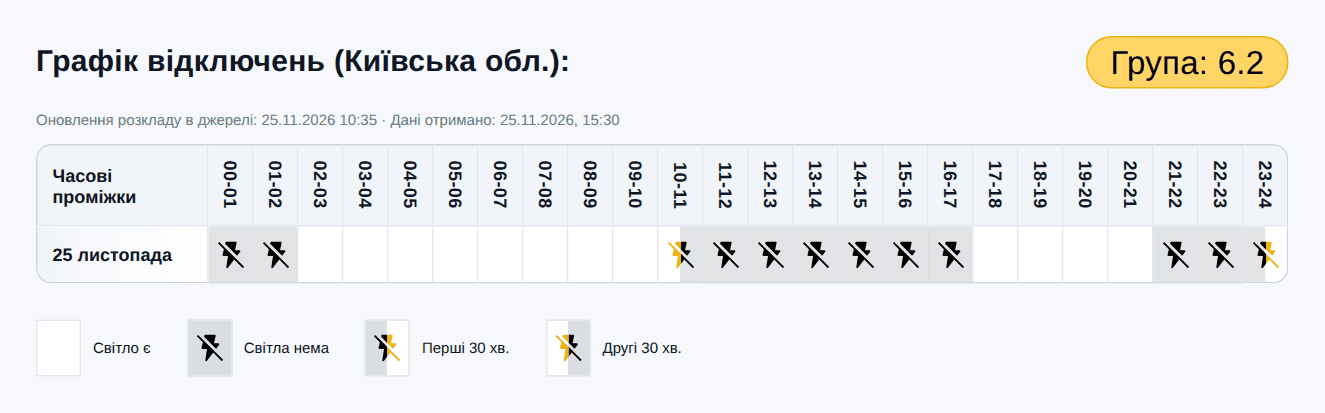 Графік відключень (Київська обл.):
Група: 6.2
Оновлення розкладу в джерелі: 25.11.2026 10:35 · Дані отримано: 25.11.2026, 15:30
Часові
проміжки
00-01 01-02 02-03 03-04 04-05 05-06 06-07 07-08 08-09 09-10 10-11 11-12 12-13 13-14 14-15 15-16 16-17 17-18 18-19 19-20 20-21 21-22 22-23 23-24
25 листопада
Світло є
Світла нема
Перші 30 хв.
Другі 30 хв.